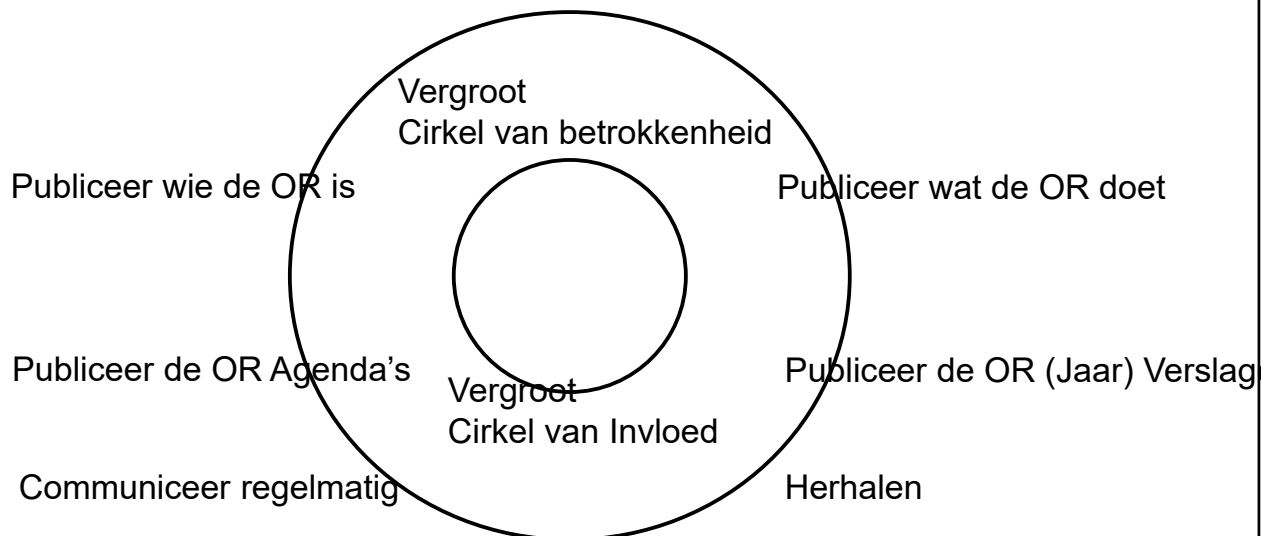 Vergroot
Cirkel van betrokkenheid
Publiceer wie de OR is
Publiceer wat de OR doet
Publiceer de OR Agenda’s
Publiceer de OR (Jaar) Verslag
Vergroot
Cirkel van Invloed
Communiceer regelmatig
Herhalen